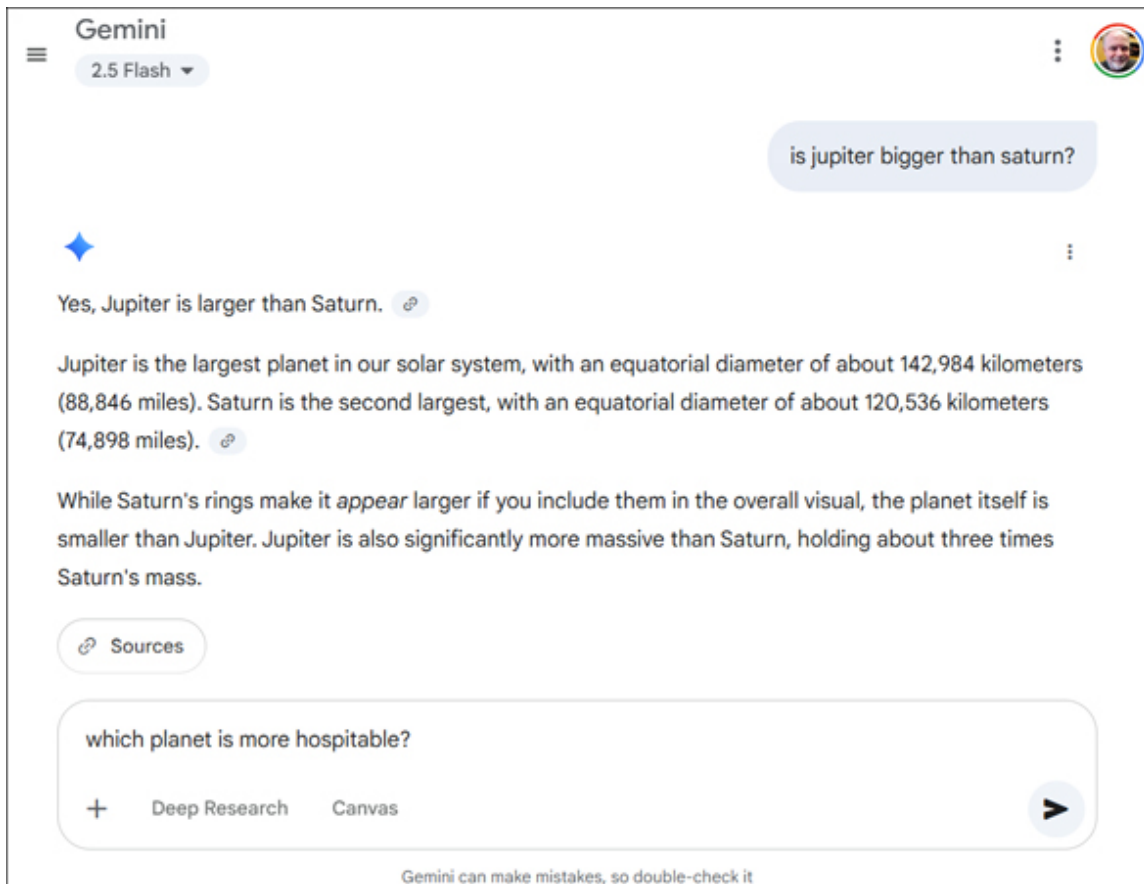 Gemini
2.5 Flash
is jupiter bigger than saturn?
Yes, Jupiter is larger than Saturn.
Jupiter is the largest planet in our solar system, with an equatorial diameter of about 142,984 kilometers
(88,846 miles). Saturn is the second largest, with an equatorial diameter of about 120,536 kilometers
(74,898 miles).
While Saturn's rings make it appear larger if you include them in the overall visual, the planet itself is
smaller than Jupiter. Jupiter is also significantly more massive than Saturn, holding about three times
Saturn's mass.
Sources
which planet is more hospitable?
Deep Research Canvas
Gemini can make mistakes, so double-check it